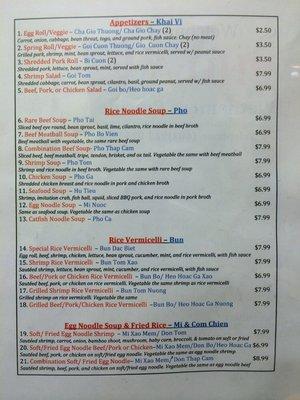 Appetizers – Khai Vi
1. Egg Roll/Veggie – Cha Gio Thuong/ Cha Gio Chay (2) $2.50
Carrot, onion, cabbage, bean threat, togo, and ground pork, fish sauce. Chay (no meat)
2. Spring Roll/Veggie – Goi Cuon Thuong/ Gio Cuon Chay (2) $3.50
Grilled pork, shrimp, mint, bean sprout, lettuce, and rice vermicelli, served w/ peanut sauce
3. Shredded Pork Roll – Bi Cuon (2) $3.50
Shredded pork, lettuce, bean sprout, mint, served with fish sauce
4. Shrimp Salad – Goi Tom $7.99
Shredded cabbage, carrot, bean sprout, cilantro, basil, ground peanut, served w/ fish sauce
5. Beef, Pork, or Chicken Salad – Goi bo/Heo hoac ga $6.99
Rice Noodle Soup – Pho
6. Rare Beef Soup – Pho Tai $6.99
Sliced beef eye round, bean sprout, basil, lime, cilantro, rice noodle in beef broth
7. Beef Meatball Soup – Pho Bo Vien $6.99
Beef meatball with vegetable, the same rare beef soup
8. Combination Beef Soup – Pho Thap Cam $7.99
Sliced beef, beef meatball, tripe, tendon, brisket, and ox tail. Vegetable the same with beef meatball
9. Shrimp Soup – Pho Tom $7.99
Shrimp and rice noodle in beef broth. Vegetable the same with rare beef soup
10. Chicken Soup – Pho Ga $6.99
Shredded chicken breast and rice noodle in pork and chicken broth
11. Seafood Soup – Hu Tieu $6.99
Shrimp, imitation crab, fish ball, squid, sliced BBQ pork, and rice noodle in pork broth
12. Egg Noodle Soup – Mi Nuoc $6.99
Same as seafood soup. Vegetable the same as chicken soup
13. Catfish Noodle Soup – Pho Ca $7.99
Rice Vermicelli – Bun
14. Special Rice Vermicelli – Bun Dac Biet $7.99
Egg roll, beef, shrimp, chicken, lettuce, bean sprout, cucumber, mint, and rice vermicelli, with fish sauce
15. Shrimp Rice Vermicelli – Bun Tom Xao $7.99
Sautéed shrimp, lettuce, bean sprout, mint, cucumber, and rice vermicelli, with fish sauce
16. Beef/Pork or Chicken Rice Vermicelli – Bun Bo/ Heo Hoac Ga Xao $6.99
Sautéed beef, pork, or chicken on rice vermicelli. Vegetable the same shrimp as rice vermicelli
17. Grilled Shrimp Rice Vermicelli – Bun Tom Nuong $7.99
Grilled shrimp on rice vermicelli. Vegetable the same
18. Grilled Beef/Pork/Chicken Rice Vermicelli – Bun Bo/ Heo Hoac Ga Nuong $7.99
Egg Noodle Soup & Fried Rice – Mi & Com Chien
19. Soft/ Fried Egg Noodle Shrimp – Mi Xao Mem/ Don Tom $7.99
Sautéed shrimp, carrot, onion, bamboo shoot, mushroom, baby corn, broccoli, & tomato on soft of fried
20. Soft/Fried Egg Noodle Beef/Pork or Chicken – Mi Xao Mem/Don Bo/Heo Hoac Ga $6.99
Sautéed beef, pork, or chicken on soft/fried egg noodle. Vegetable the same as egg noodle shrimp
21. Combination Soft/ Fried Egg Noodle – Mi Xao Mem/ Don Thap Cam $8.99
Sautéed shrimp, beef, pork, and chicken on soft/fried egg noodle. Vegetable the same as egg noodle